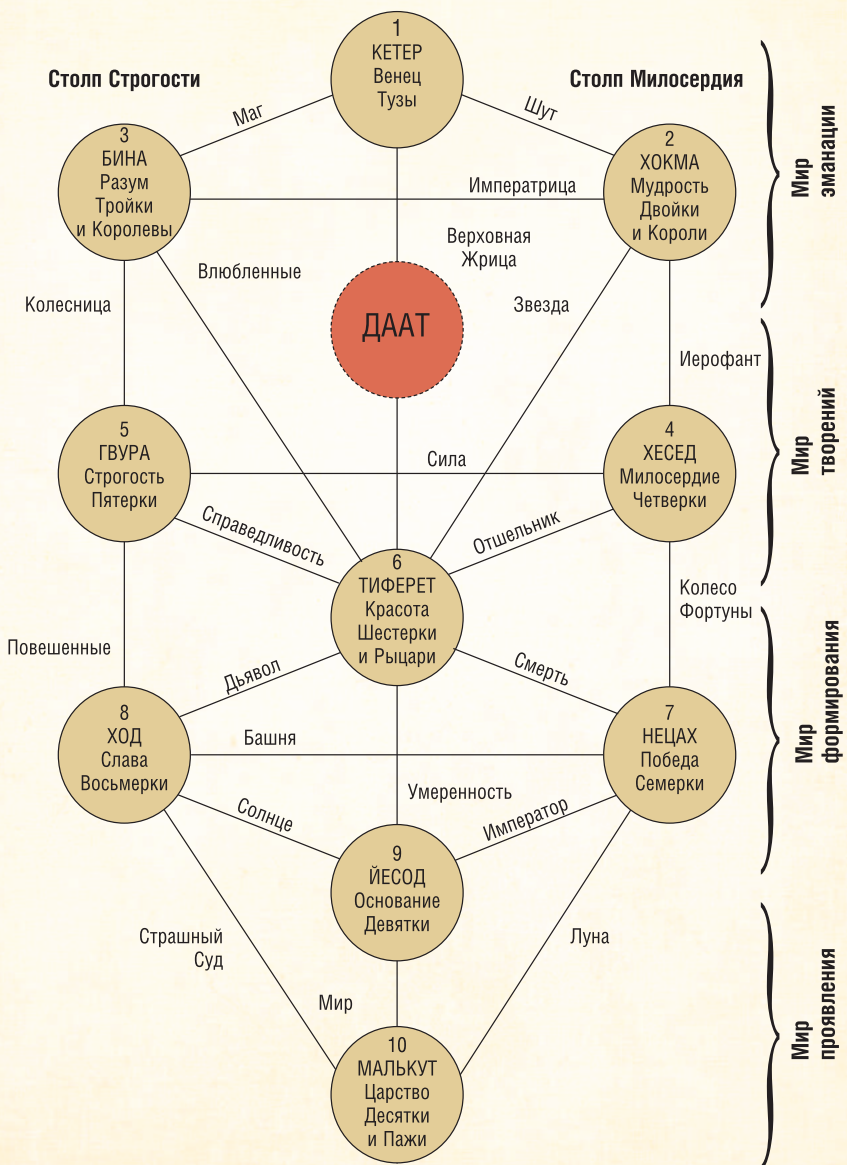 1
КЕТЕР
Венец
Тузы
Столп Строгости
Столп Милосердия
Маг
Шут
3
БИНА
Разум
Тройки
и Королевы
2
ХОКМА
Мудрость
Двойки
и Короли
Мир
эманации
Императрица
Верховная
Жрица
Влюбленные
Колесница
Звезда
ДААТ
Иерофант
Мир
творений
5
ГВУРА
Строгость
Пятерки
4
ХЕСЕД
Милосердие
Четверки
Сила
Справедливость
Отшельник
6
ТИФЕРЕТ
Красота
Шестерки
и Рыцари
Колесо
Фортуны
Повешенные
Дьявол
Смерть
Мир
формирования
8
ХОД
Слава
Восьмерки
7
НЕЦАХ
Победа
Семерки
Башня
Умеренность
Солнце
Император
9
ЙЕСОД
Основание
Девятки
Страшный
Суд
Луна
Мир
Мир
проявления
10
МАЛЬКУТ
Царство
Десятки
и Пажи